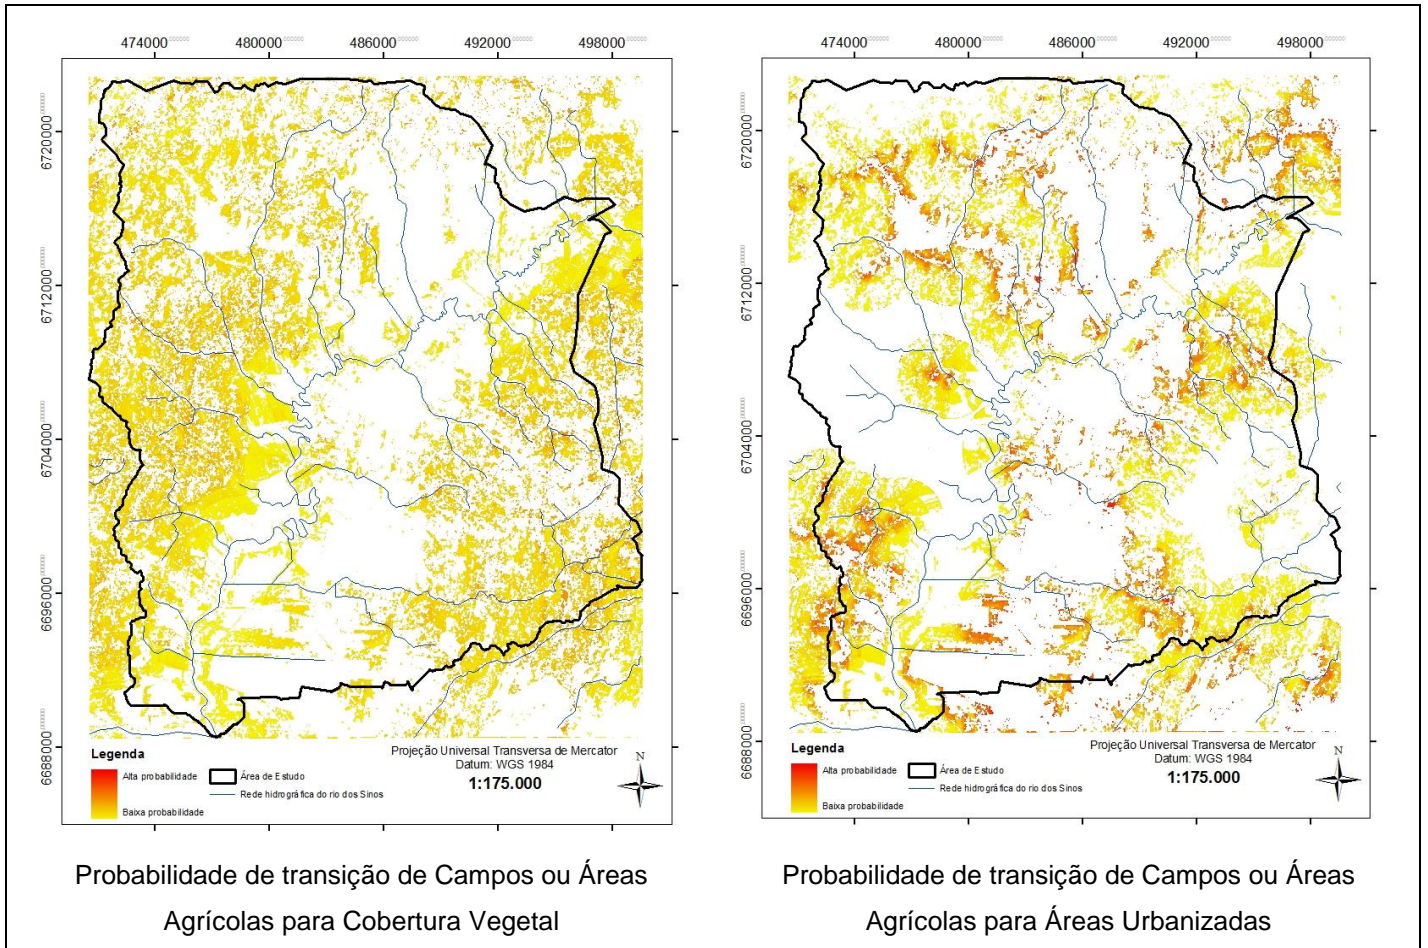 474000 480000 486000 492000 498000
6720000
6712000
6704000
6696000
6688000
Legenda
Alta probabilidade
Baixa probabilidade
Área de Estudo
Rede hidrográfica do rio dos Sinos
Projeção Universal Transversa de Mercator
Datum: WGS 1984
1:175.000
N
Probabilidade de transição de Campos ou Áreas
Agrícolas para Cobertura Vegetal
474000 480000 486000 492000 498000
6720000
6712000
6704000
6696000
6688000
Legenda
Alta probabilidade
Baixa probabilidade
Área de Estudo
Rede hidrográfica do rio dos Sinos
Projeção Universal Transversa de Mercator
Datum: WGS 1984
1:175.000
N
Probabilidade de transição de Campos ou Áreas
Agrícolas para Áreas Urbanizadas